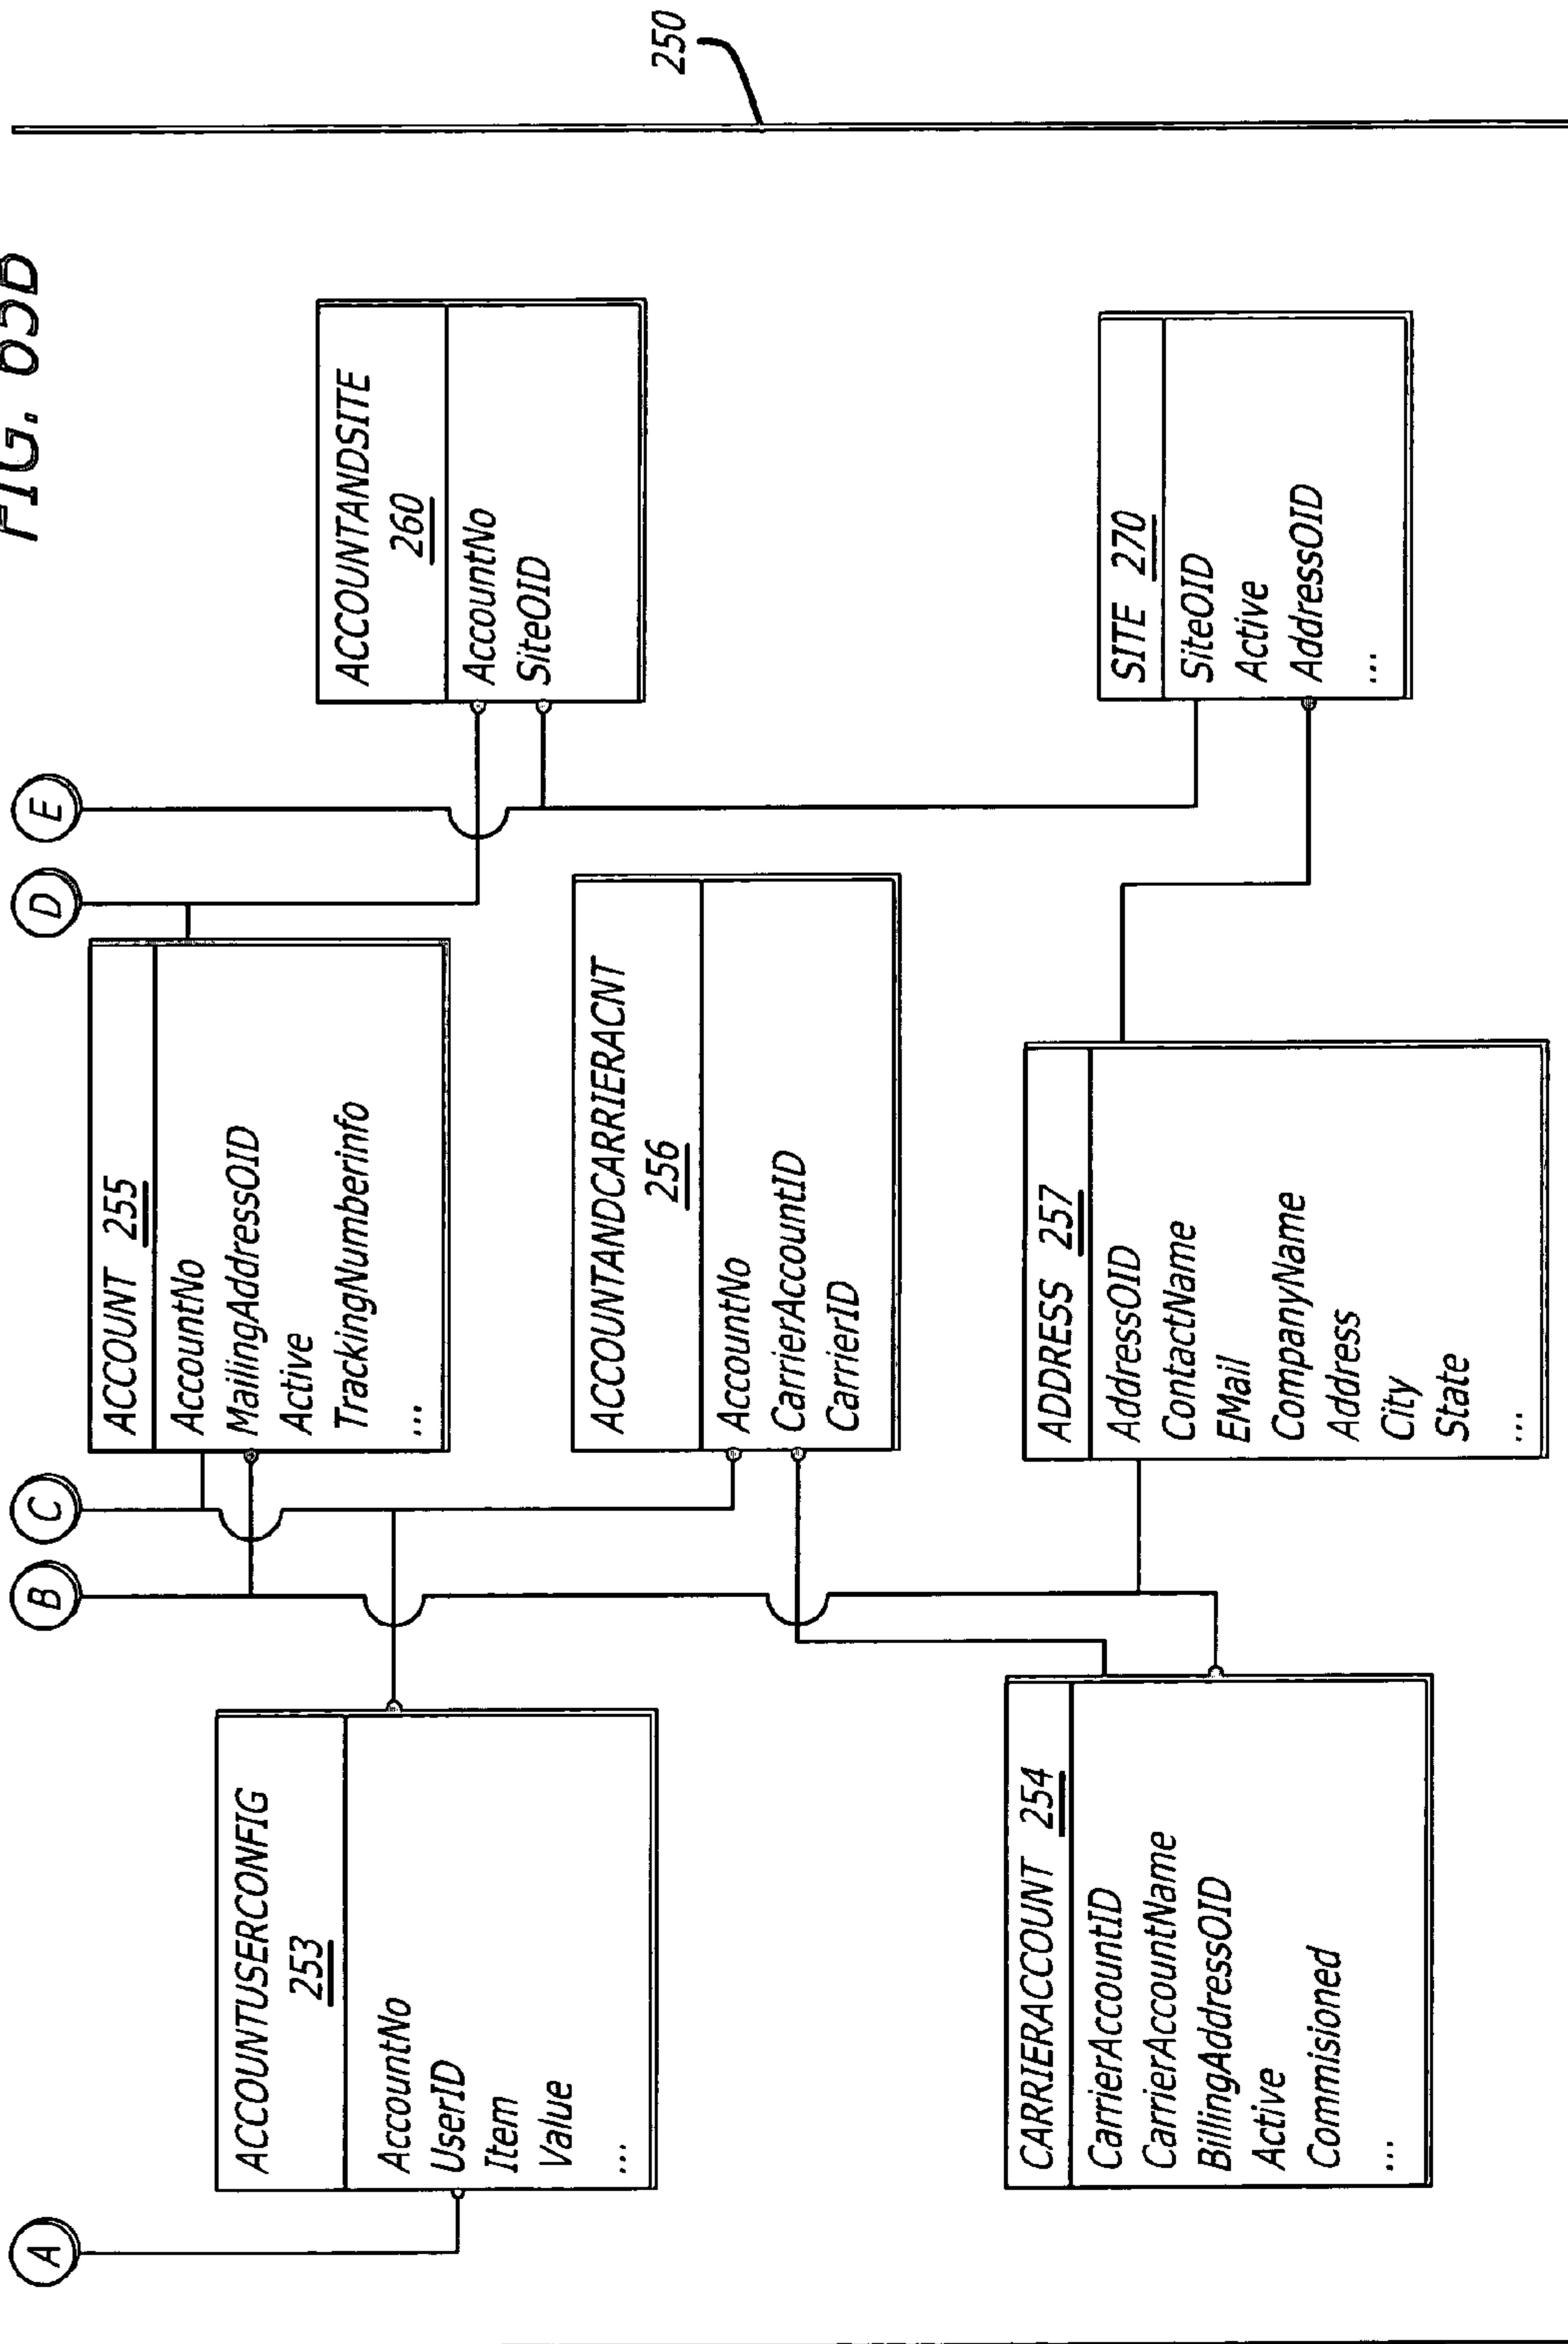 A
B
C
D
E
ACCOUNTUSERCONFIG
253
AccountNo
UserID
Item
Value
...
ACCOUNT 255
AccountNo
MailingAddressOID
Active
TrackingNumberinfo
...
ACCOUNTANDSITE
260
AccountNo
SiteOID
ACCOUNTANDCARRIERACNT
256
AccountNo
CarrierAccountID
CarrierID
CARRIERACCOUNT 254
CarrierAccountID
CarrierAccountName
BillingAddressOID
Active
Commisioned
...
ADDRESS 257
AddressOID
ContactName
EMail
CompanyName
Address
City
State
...
SITE 270
SiteOID
Active
AddressOID
...
250
FIG.